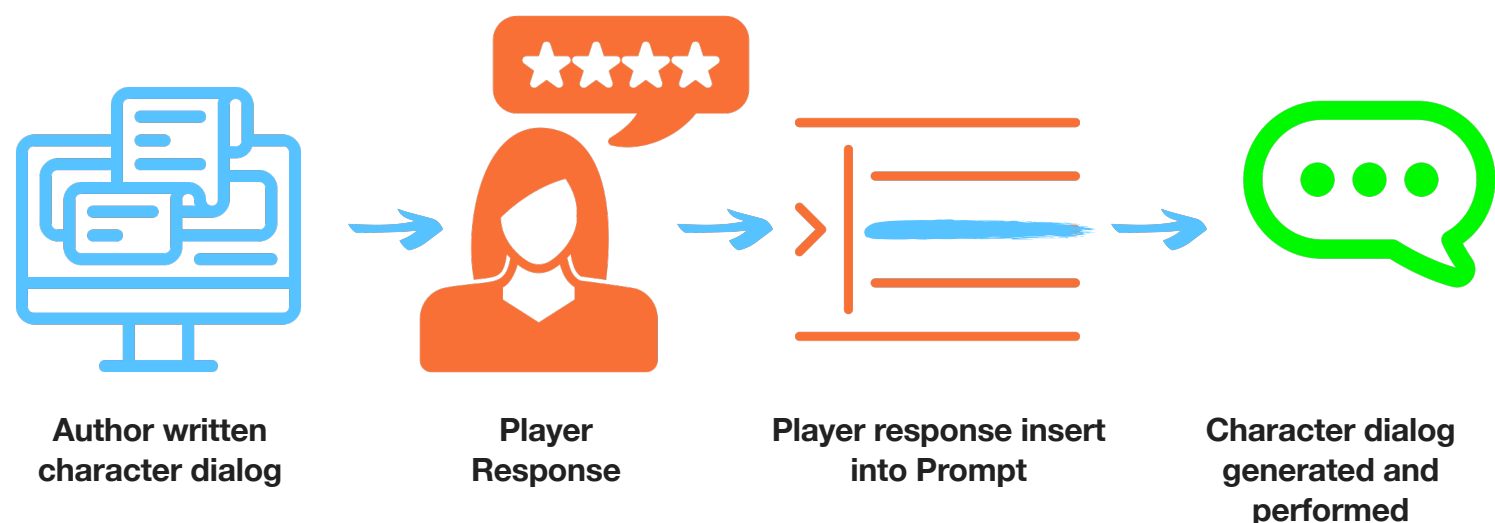 Author written
character dialog
Player
Response
Player response insert
into Prompt
Character dialog
generated and
performed